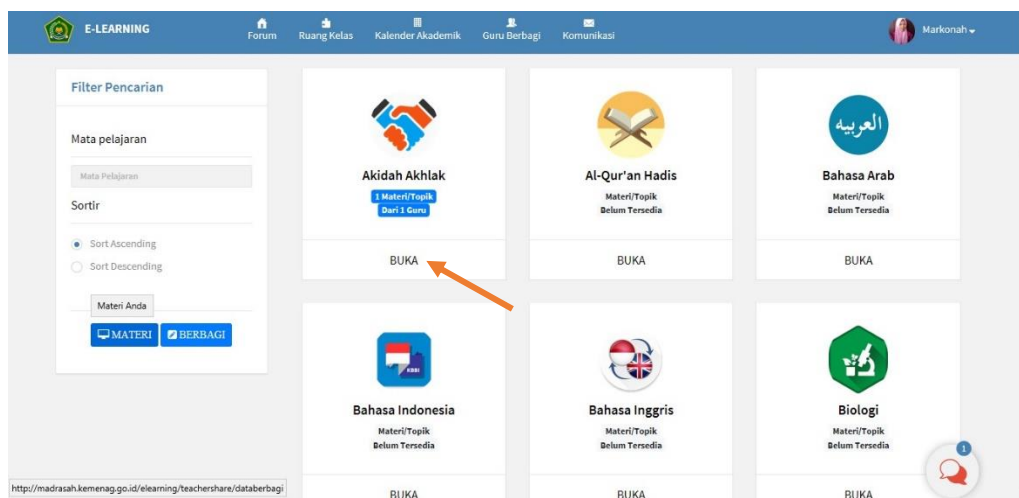 E-LEARNING
Forum
Ruang Kelas
Kalender Akademik
Guru Berbagi
Komunikasi
Markonah
Filter Pencarian
Mata pelajaran
Mata Pelajaran
Sortir
Sort Ascending
Sort Descending
Materi Anda
MATERI
BERBAGI
Akidah Akhlak
1 Materi/Topik
Dari 1 Guru
BUKA
Al-Qur'an Hadis
Materi/Topik
Belum Tersedia
BUKA
العربيه
Bahasa Arab
Materi/Topik
Belum Tersedia
BUKA
KBBI
Bahasa Indonesia
Materi/Topik
Belum Tersedia
BUKA
Bahasa Inggris
Materi/Topik
Belum Tersedia
BUKA
Biologi
Materi/Topik
Belum Tersedia
BUKA
1
http://madrasah.kemenag.go.id/elearning/teachershare/databerbagi